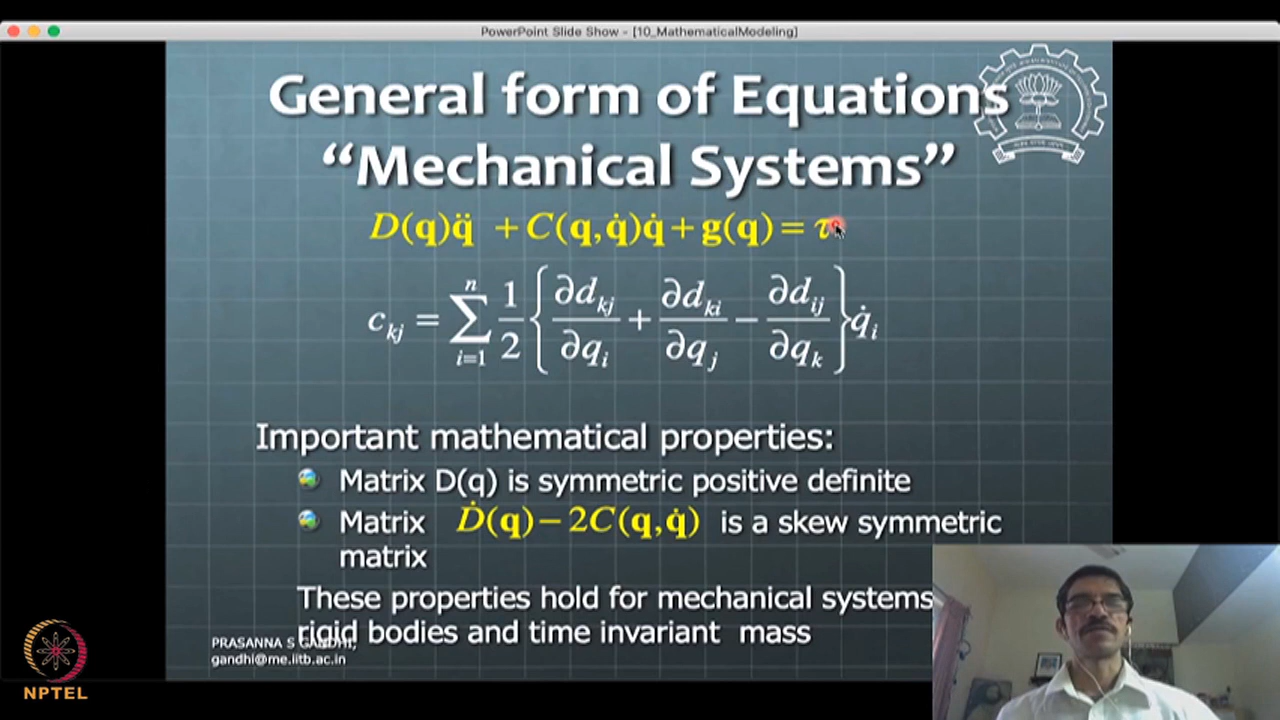 PowerPoint Slide Show - [10_MathematicalModeling]
General form of Equations
“Mechanical Systems”
D(q)q̈ + C(q,q̇)q̇ + g(q) = τ
c_kj = ∑_{i=1}^{n} 1/2 {∂d_kj/∂q_i + ∂d_ki/∂q_j − ∂d_ij/∂q_k} q̇_i
Important mathematical properties:
Matrix D(q) is symmetric positive definite
Matrix Ḋ(q) − 2C(q,q̇) is a skew symmetric
matrix
These properties hold for mechanical systems
rigid bodies and time invariant mass
PRASANNA S GANDHI,
gandhi@me.iitb.ac.in
NPTEL